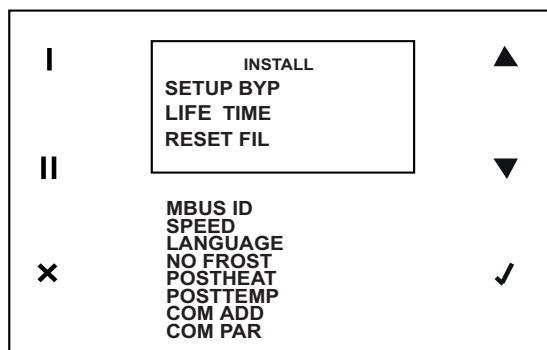 I
INSTALL
SETUP BYP
LIFE TIME
RESET FIL
II
MBUS ID
SPEED
LANGUAGE
NO FROST
POSTHEAT
POSTTEMP
COM ADD
COM PAR